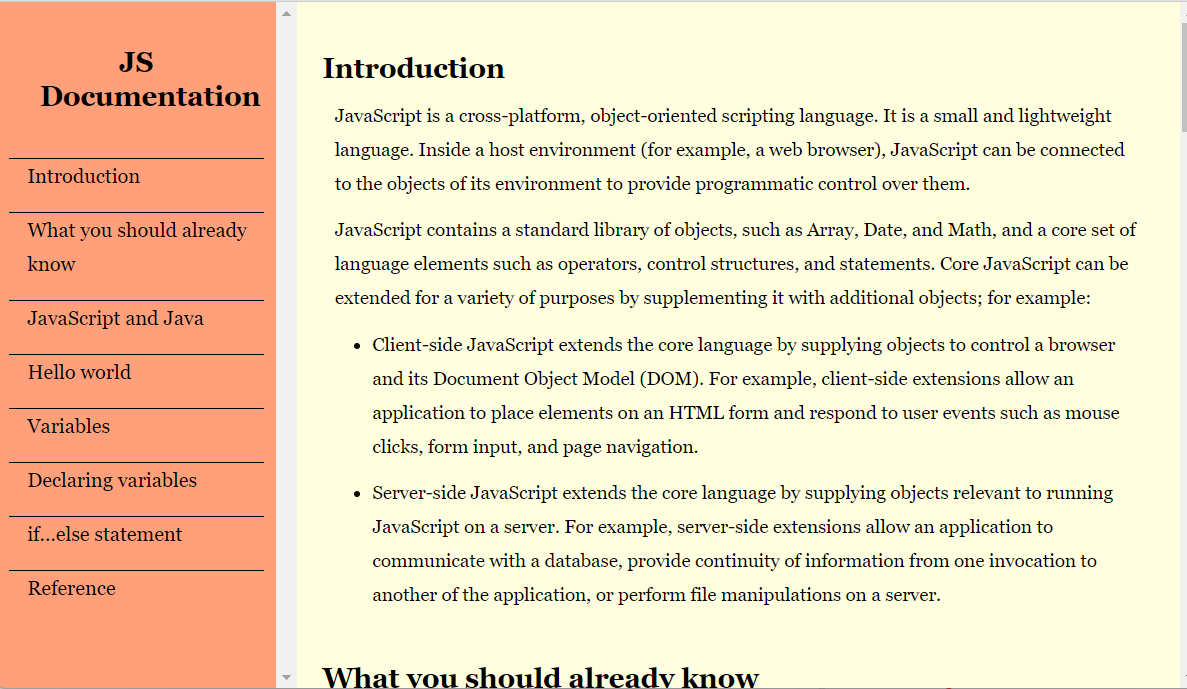 JS
Documentation
Introduction
What you should already
know
JavaScript and Java
Hello world
Variables
Declaring variables
if...else statement
Reference
Introduction
JavaScript is a cross-platform, object-oriented scripting language. It is a small and lightweight
language. Inside a host environment (for example, a web browser), JavaScript can be connected
to the objects of its environment to provide programmatic control over them.
JavaScript contains a standard library of objects, such as Array, Date, and Math, and a core set of
language elements such as operators, control structures, and statements. Core JavaScript can be
extended for a variety of purposes by supplementing it with additional objects; for example:
• Client-side JavaScript extends the core language by supplying objects to control a browser
and its Document Object Model (DOM). For example, client-side extensions allow an
application to place elements on an HTML form and respond to user events such as mouse
clicks, form input, and page navigation.
• Server-side JavaScript extends the core language by supplying objects relevant to running
JavaScript on a server. For example, server-side extensions allow an application to
communicate with a database, provide continuity of information from one invocation to
another of the application, or perform file manipulations on a server.
What you should already know